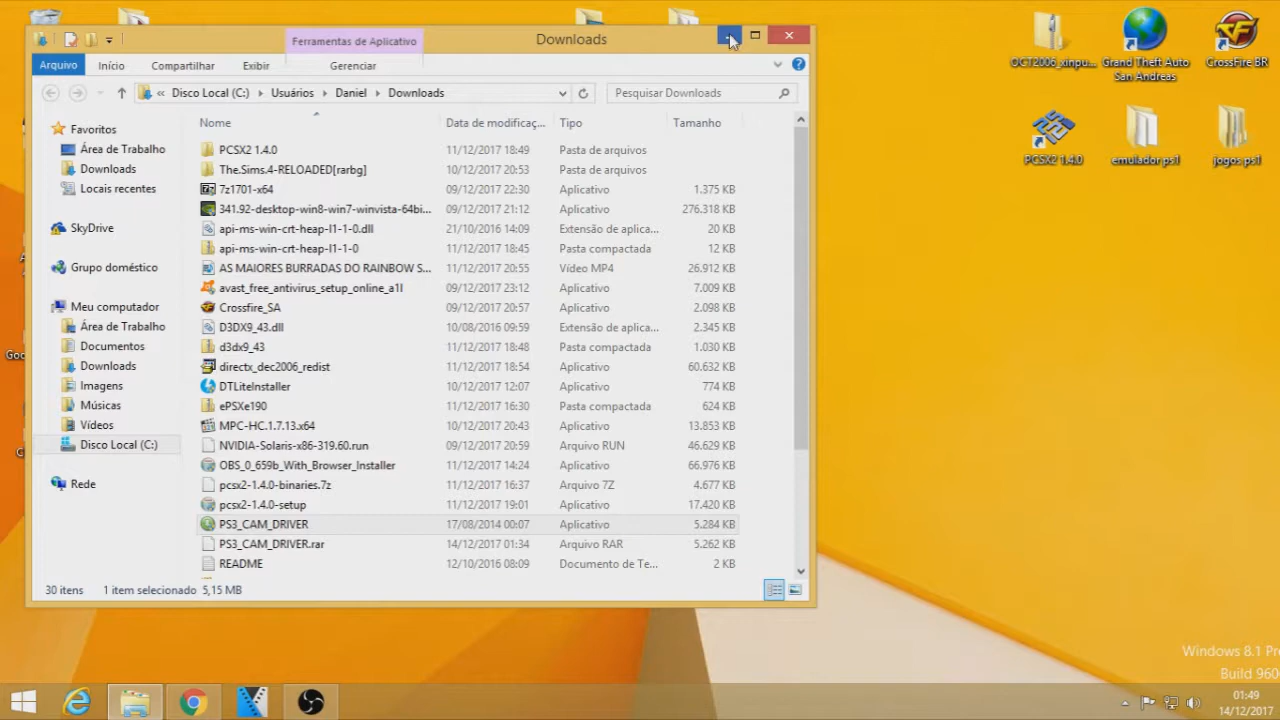 Ferramentas de Aplicativo
Downloads
Arquivo
Início
Compartilhar
Exibir
Gerenciar
« Disco Local (C:) Usuários Daniel Downloads
Pesquisar Downloads
Nome
Data de modificaç...
Tipo
Tamanho
Favoritos
Área de Trabalho
Downloads
Locais recentes
SkyDrive
Grupo doméstico
Meu computador
Área de Trabalho
Documentos
Downloads
Imagens
Músicas
Vídeos
Disco Local (C:)
Rede
PCSX2 1.4.0 11/12/2017 18:49 Pasta de arquivos
The.Sims.4-RELOADED[rarbg] 10/12/2017 20:53 Pasta de arquivos
7z1701-x64 09/12/2017 22:30 Aplicativo 1.375 KB
341.92-desktop-win8-win7-winvista-64bi... 09/12/2017 21:12 Aplicativo 276.318 KB
api-ms-win-crt-heap-l1-1-0.dll 21/10/2016 14:09 Extensão de aplica... 20 KB
api-ms-win-crt-heap-l1-1-0 11/12/2017 18:45 Pasta compactada 12 KB
AS MAIORES BURRADAS DO RAINBOW S... 11/12/2017 20:55 Vídeo MP4 26.912 KB
avast_free_antivirus_setup_online_a1l 09/12/2017 23:12 Aplicativo 7.009 KB
Crossfire_SA 09/12/2017 20:57 Aplicativo 2.098 KB
D3DX9_43.dll 10/08/2016 09:59 Extensão de aplica... 2.345 KB
d3dx9_43 11/12/2017 18:48 Pasta compactada 1.030 KB
directx_dec2006_redist 11/12/2017 18:54 Aplicativo 60.632 KB
DTLiteInstaller 10/12/2017 12:07 Aplicativo 774 KB
ePSXe190 11/12/2017 16:30 Pasta compactada 624 KB
MPC-HC.1.7.13.x64 10/12/2017 20:43 Aplicativo 13.853 KB
NVIDIA-Solaris-x86-319.60.run 09/12/2017 20:59 Arquivo RUN 46.629 KB
OBS_0_659b_With_Browser_Installer 11/12/2017 14:24 Aplicativo 66.976 KB
pcsx2-1.4.0-binaries.7z 11/12/2017 16:37 Arquivo 7Z 4.677 KB
pcsx2-1.4.0-setup 11/12/2017 19:01 Aplicativo 17.420 KB
PS3_CAM_DRIVER 17/08/2014 00:07 Aplicativo 5.284 KB
PS3_CAM_DRIVER.rar 14/12/2017 01:34 Arquivo RAR 5.262 KB
README 12/10/2016 08:09 Documento de Te... 2 KB
30 itens 1 item selecionado 5,15 MB
OCT2006_xinpu...
Grand Theft Auto
San Andreas
CrossFire BR
PCSX2 1.4.0
emulador ps1
jogos ps1
Goo
Windows 8.1 Pro
Build 960
01:49
14/12/2017